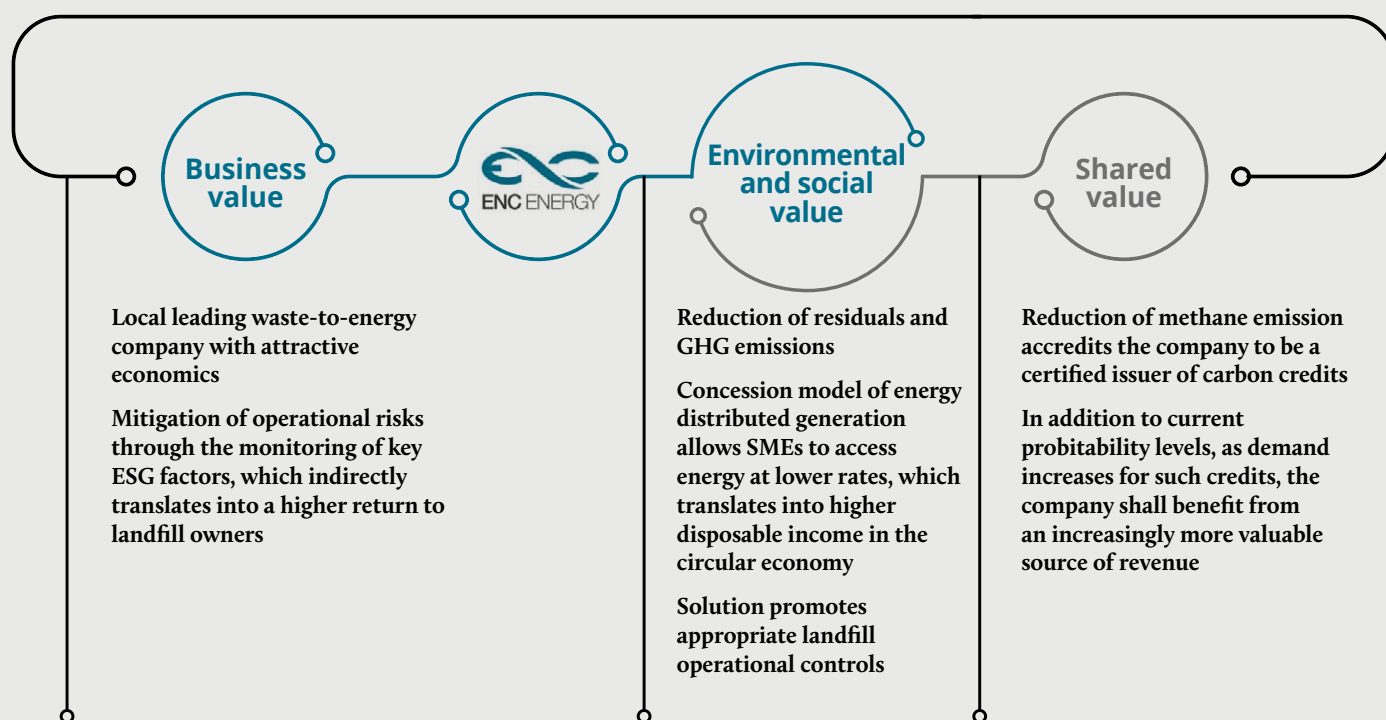 Business
value
ENC
ENC ENERGY
Environmental
and social
value
Shared
value
Local leading waste-to-energy
company with attractive
economics
Mitigation of operational risks
through the monitoring of key
ESG factors, which indirectly
translates into a higher return to
landfill owners
Reduction of residuals and
GHG emissions
Concession model of energy
distributed generation
allows SMEs to access
energy at lower rates, which
translates into higher
disposable income in the
circular economy
Solution promotes
appropriate landfill
operational controls
Reduction of methane emission
accredits the company to be a
certified issuer of carbon credits
In addition to current
probitability levels, as demand
increases for such credits, the
company shall benefit from
an increasingly more valuable
source of revenue